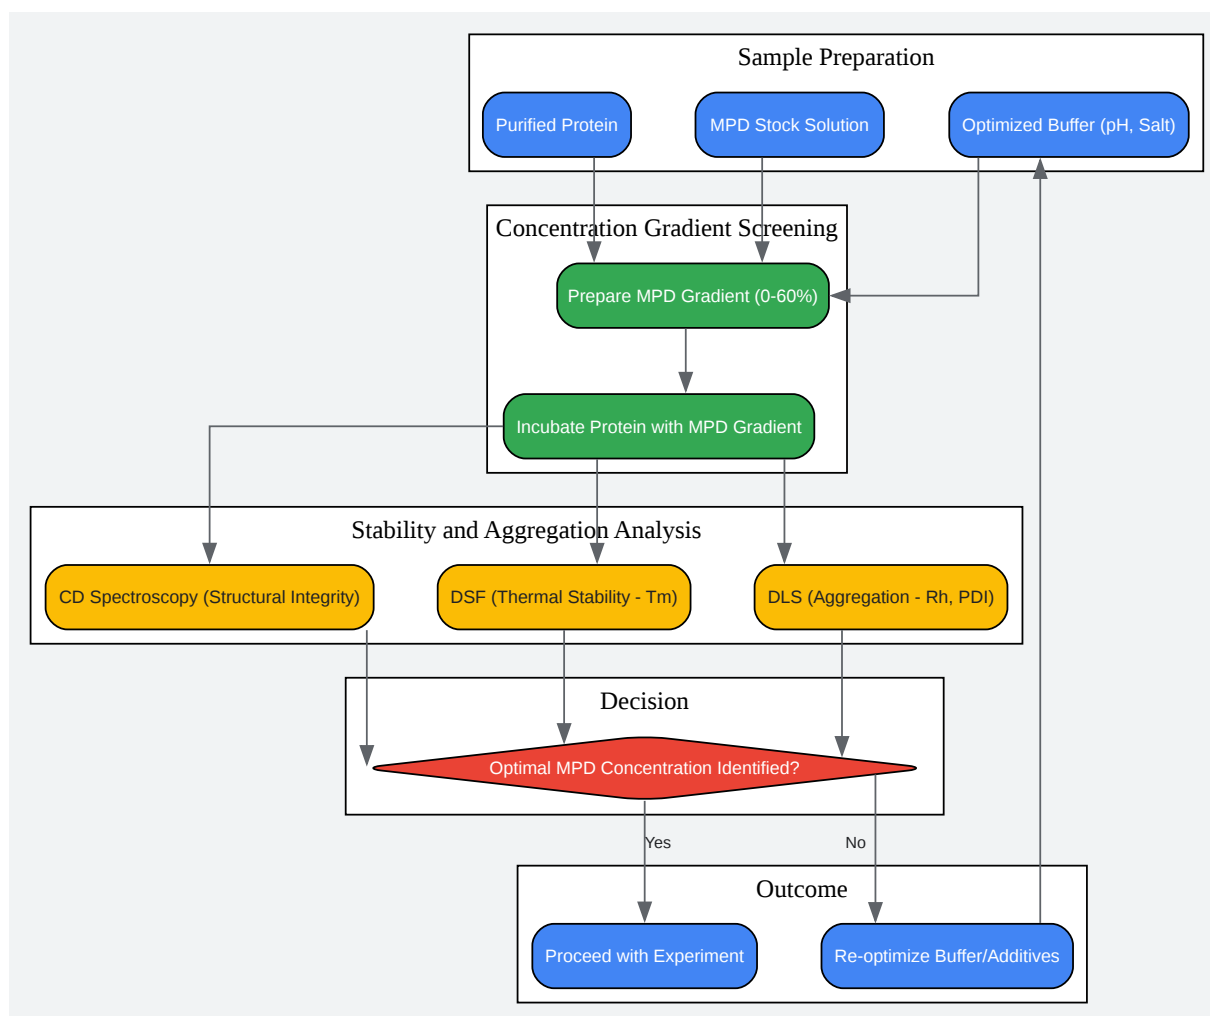 Sample Preparation
Purified Protein
MPD Stock Solution
Optimized Buffer (pH, Salt)
Concentration Gradient Screening
Prepare MPD Gradient (0-60%)
Incubate Protein with MPD Gradient
Stability and Aggregation Analysis
CD Spectroscopy (Structural Integrity)
DSF (Thermal Stability - Tm)
DLS (Aggregation - Rh, PDI)
Decision
Optimal MPD Concentration Identified?
Yes
No
Outcome
Proceed with Experiment
Re-optimize Buffer/Additives